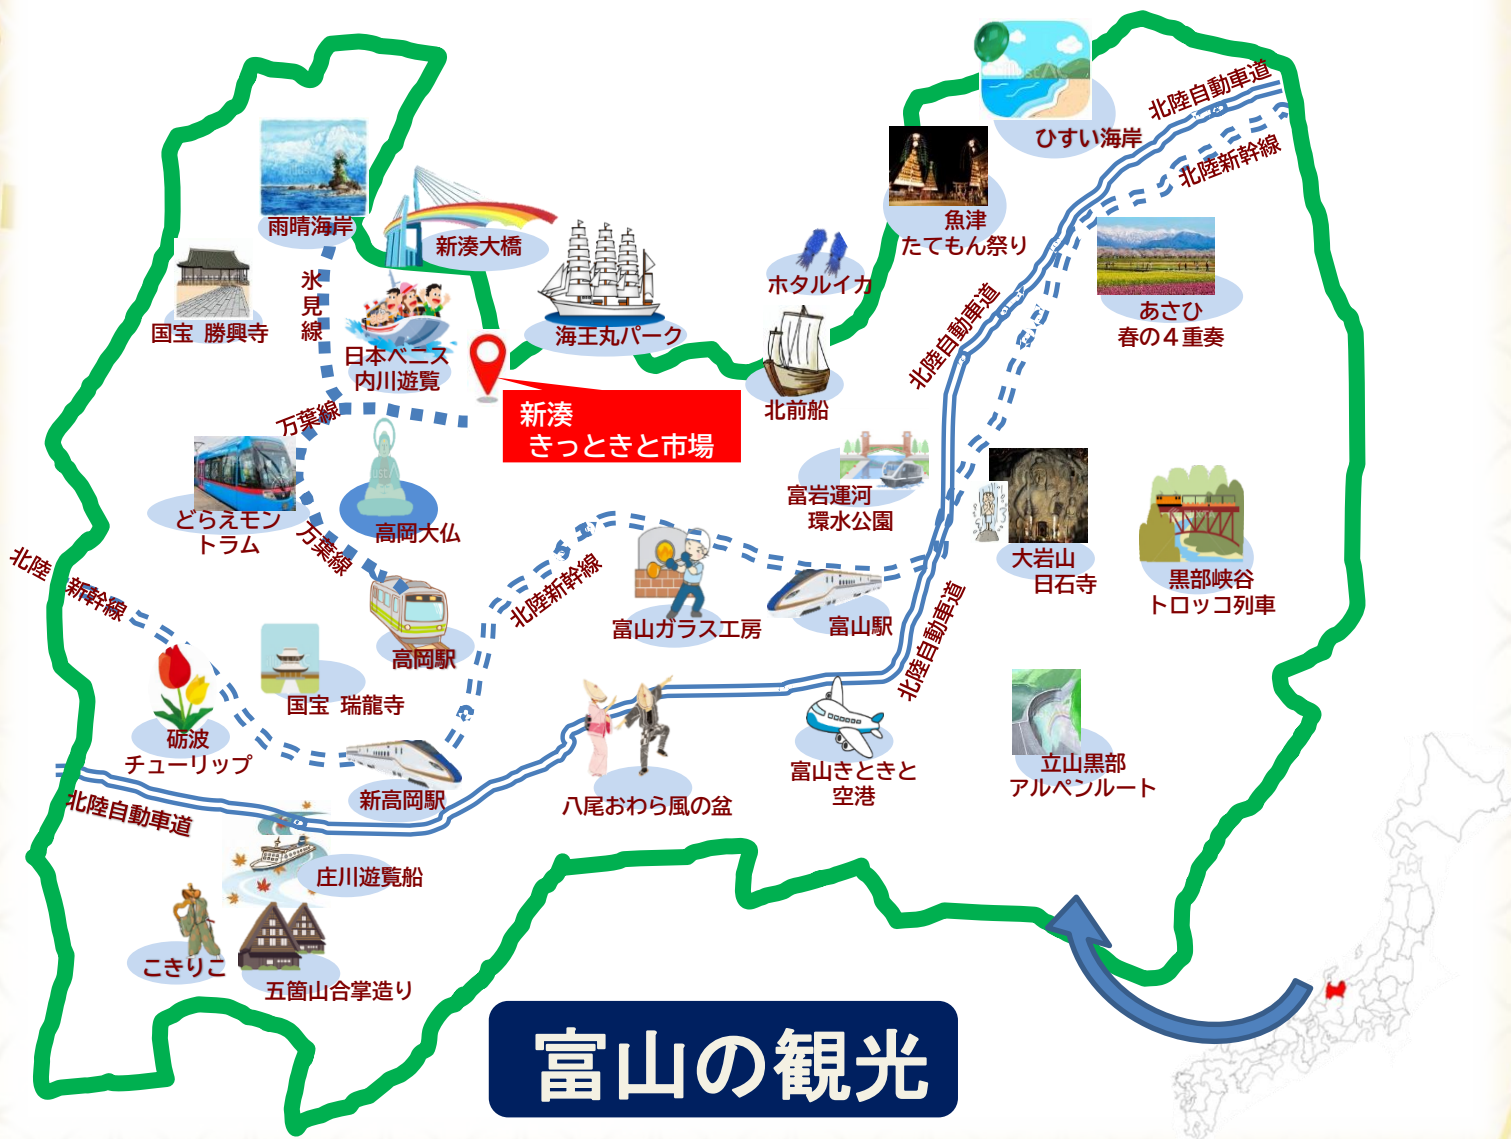 北陸自動車道
ひすい海岸
北陸新幹線
魚津
たてもん祭り
雨晴海岸
新湊大橋
ホタルイカ
国宝 勝興寺
氷見線
海王丸パーク
あさひ
春の4重奏
日本ベニス
内川遊覧
北陸自動車道
北前船
万葉線
新湊
きっときと市場
富岩運河
環水公園
どらえモン
トラム
高岡大仏
万葉線
大岩山
日石寺
黒部峡谷
トロッコ列車
北陸 新幹線
北陸新幹線
富山ガラス工房
富山駅
北陸自動車道
高岡駅
国宝 瑞龍寺
砺波
チューリップ
新高岡駅
八尾おわら風の盆
富山きときと
空港
立山黒部
アルペンルート
北陸自動車道
庄川遊覧船
こきりこ
五箇山合掌造り
富山の観光